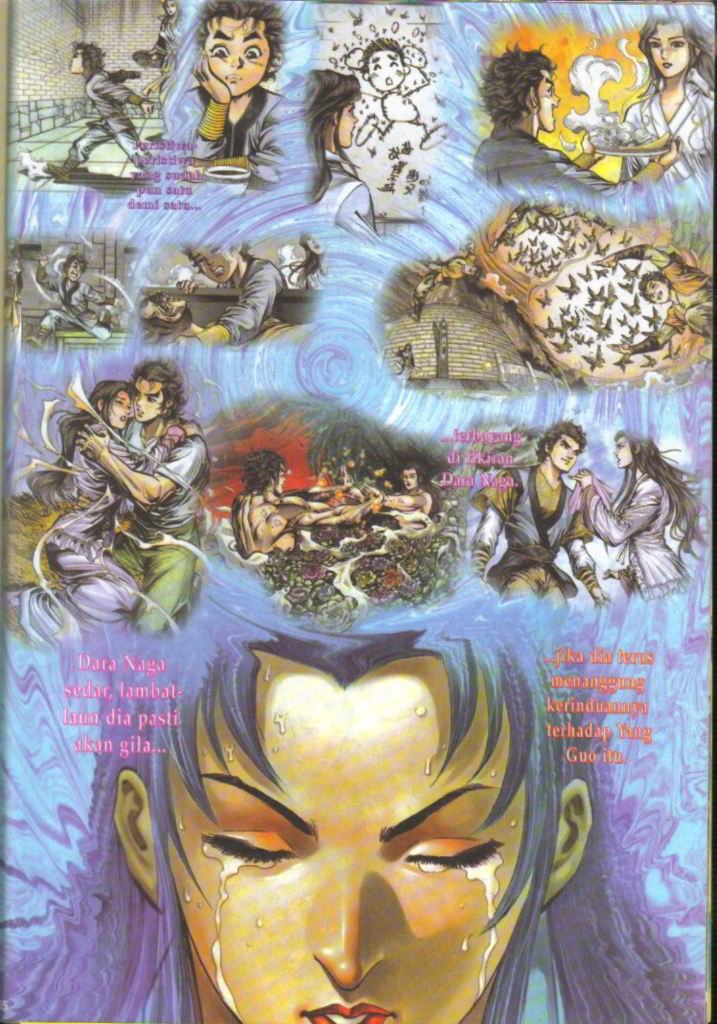 Peristiwa-
peristiwa
yang sudah
pun satu
demi satu...
...terbayang
di fikiran
Dara Naga.
Dara Naga
sedar, lambat-
laun dia pasti
akan gila...
...jika dia terus
menanggung
kerinduannya
terhadap Yang
Guo itu.